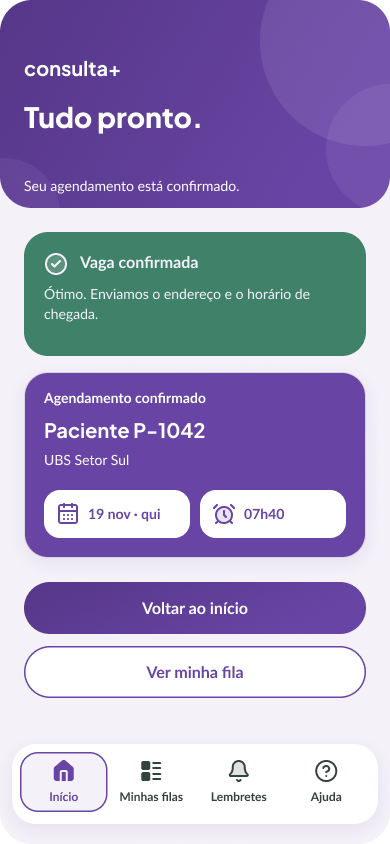 consulta+
Tudo pronto.
Seu agendamento está confirmado.
Vaga confirmada
Ótimo. Enviamos o endereço e o horário de
chegada.
Agendamento confirmado
Paciente P-1042
UBS Setor Sul
19 nov · qui
07h40
Voltar ao início
Ver minha fila
Início
Minhas filas
Lembretes
Ajuda